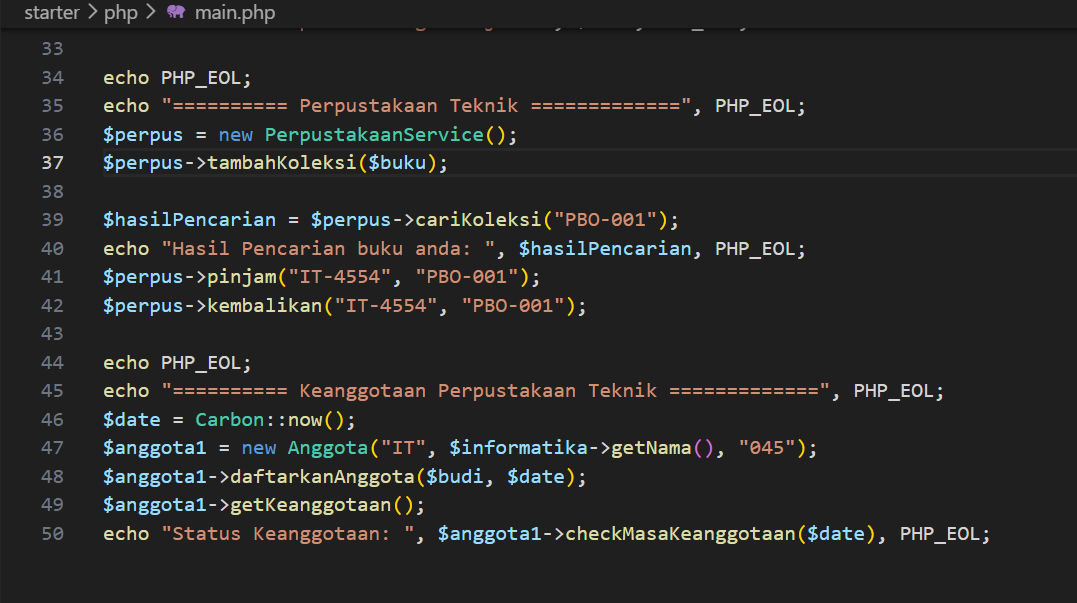 starter > php > main.php
33
34 echo PHP_EOL;
35 echo "========== Perpustakaan Teknik =============", PHP_EOL;
36 $perpus = new PerpustakaanService();
37 $perpus->tambahKoleksi($buku);
38
39 $hasilPencarian = $perpus->cariKoleksi("PBO-001");
40 echo "Hasil Pencarian buku anda: ", $hasilPencarian, PHP_EOL;
41 $perpus->pinjam("IT-4554", "PBO-001");
42 $perpus->kembalikan("IT-4554", "PBO-001");
43
44 echo PHP_EOL;
45 echo "========== Keanggotaan Perpustakaan Teknik =============", PHP_EOL;
46 $date = Carbon::now();
47 $anggota1 = new Anggota("IT", $informatika->getNama(), "045");
48 $anggota1->daftarkanAnggota($budi, $date);
49 $anggota1->getKeanggotaan();
50 echo "Status Keanggotaan: ", $anggota1->checkMasaKeanggotaan($date), PHP_EOL;